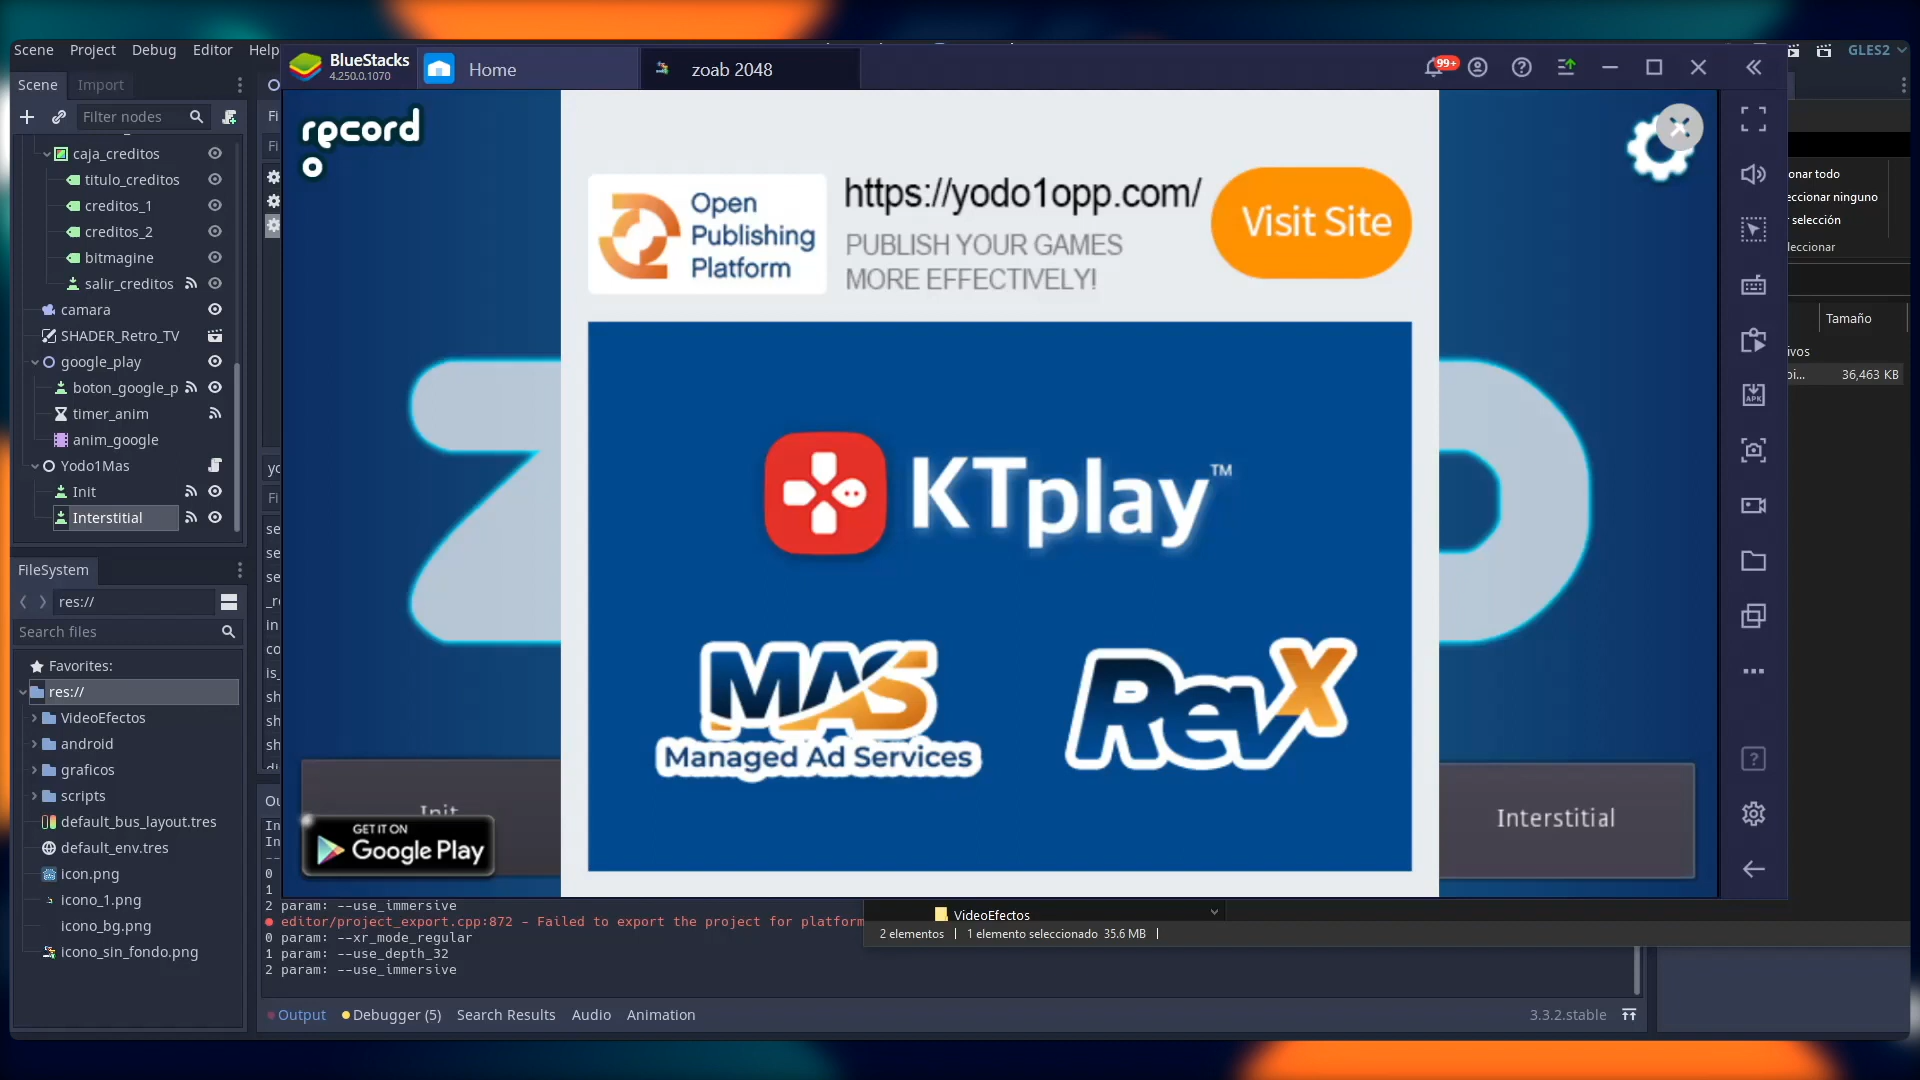 Scene Project Debug Editor Help
GLES2
BlueStacks
4.250.0.1070
Home
zoab 2048
99+
Scene Import
Filter nodes
caja_creditos
titulo_creditos
creditos_1
creditos_2
bitmagine
salir_creditos
camara
SHADER_Retro_TV
google_play
boton_google_p
timer_anim
anim_google
Yodo1Mas
Init
Interstitial
FileSystem
res://
Search files
Favorites:
res://
VideoEfectos
android
graficos
scripts
default_bus_layout.tres
default_env.tres
icon.png
icono_1.png
icono_bg.png
icono_sin_fondo.png
record
0
Open
Publishing
Platform
https://yodo1opp.com/
PUBLISH YOUR GAMES
MORE EFFECTIVELY!
Visit Site
KTplay™
MAS
Managed Ad Services
RevX
Init
GET IT ON
Google Play
Interstitial
APK
onar todo
eccionar ninguno
r selección
leccionar
Tamaño
ivos
36,463 KB
0
1
2 param: --use_immersive
editor/project_export.cpp:872 - Failed to export the project for platform
0 param: --xr_mode_regular
1 param: --use_depth_32
2 param: --use_immersive
VideoEfectos
2 elementos | 1 elemento seleccionado 35.6 MB |
Output Debugger (5) Search Results Audio Animation
3.3.2.stable